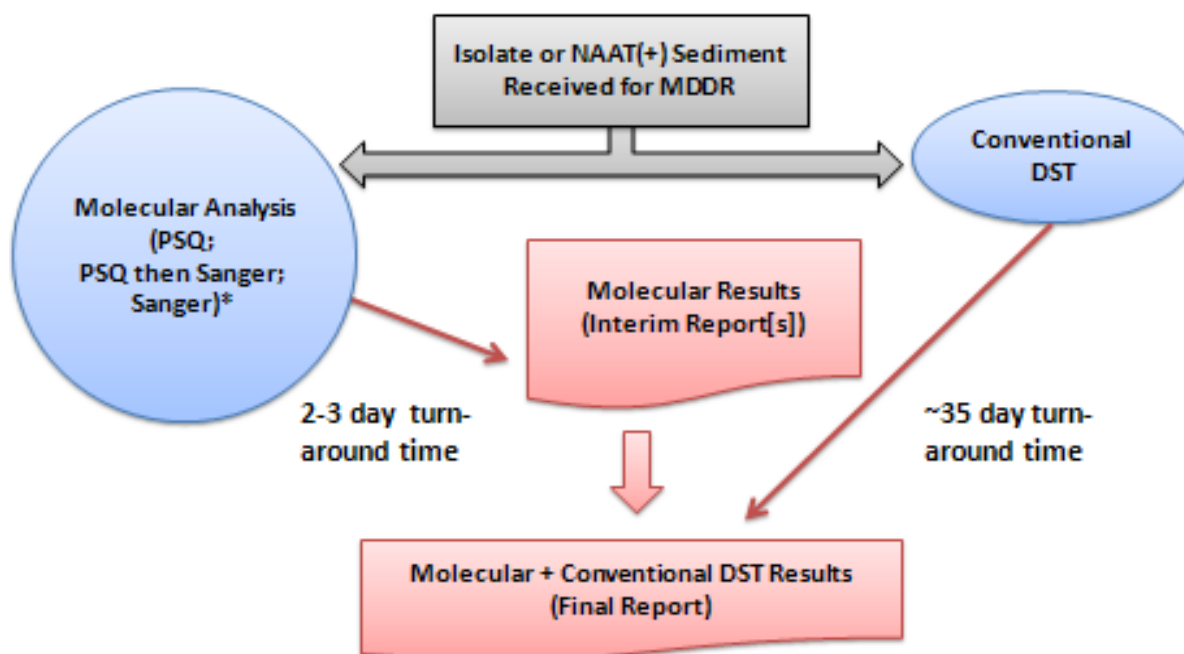 Isolate or NAAT(+) Sediment
Received for MDDR
Molecular Analysis
(PSQ;
PSQ then Sanger;
Sanger)*
Conventional
DST
Molecular Results
(Interim Report[s])
2-3 day turn-
around time
~35 day turn-
around time
Molecular + Conventional DST Results
(Final Report)